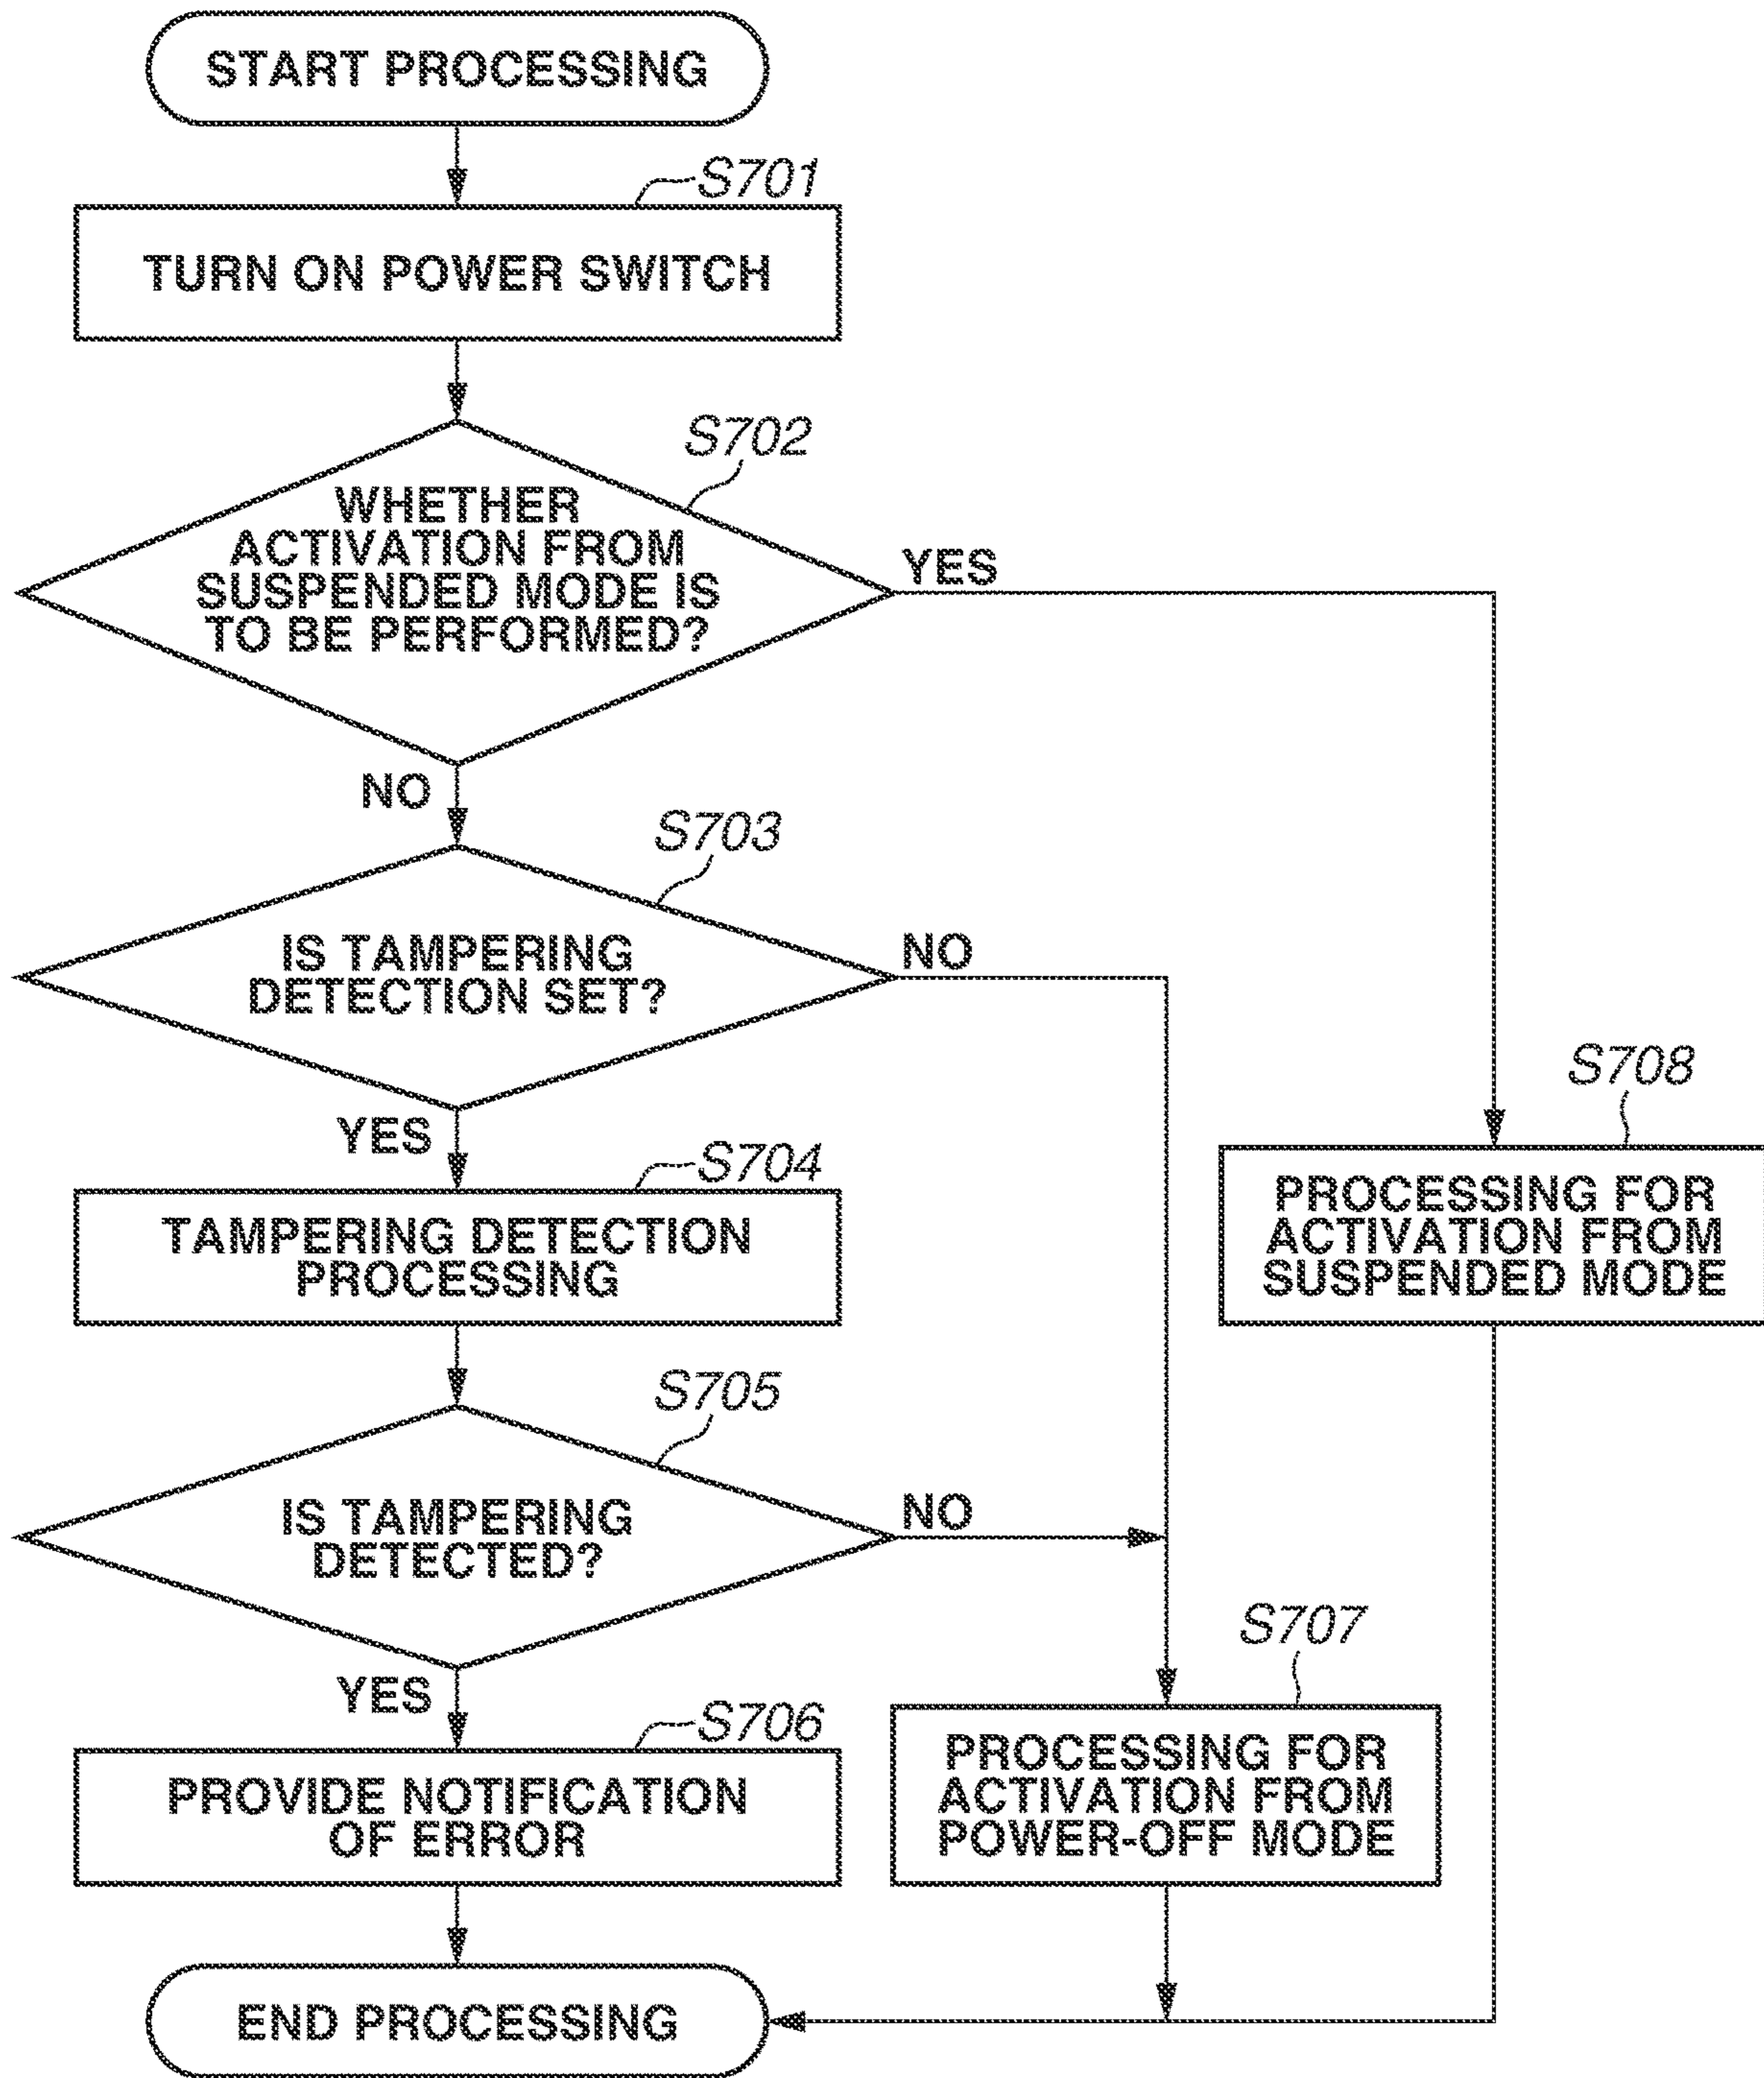 START PROCESSING
S701
TURN ON POWER SWITCH
S702
WHETHER
ACTIVATION FROM
SUSPENDED MODE IS
TO BE PERFORMED?
YES
NO
S703
IS TAMPERING
DETECTION SET?
NO
YES
S704
TAMPERING DETECTION
PROCESSING
S708
PROCESSING FOR
ACTIVATION FROM
SUSPENDED MODE
S705
IS TAMPERING
DETECTED?
NO
YES
S706
PROVIDE NOTIFICATION
OF ERROR
S707
PROCESSING FOR
ACTIVATION FROM
POWER-OFF MODE
END PROCESSING